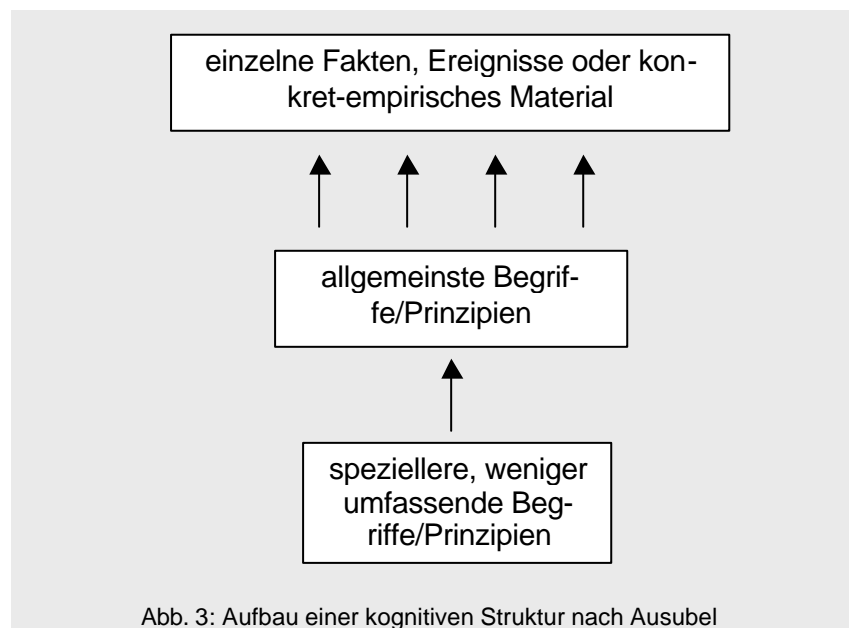 einzelne Fakten, Ereignisse oder kon-
kret-empirisches Material
allgemeinste Begrif-
fe/Prinzipien
speziellere, weniger
umfassende Beg-
riffe/Prinzipien
Abb. 3: Aufbau einer kognitiven Struktur nach Ausubel